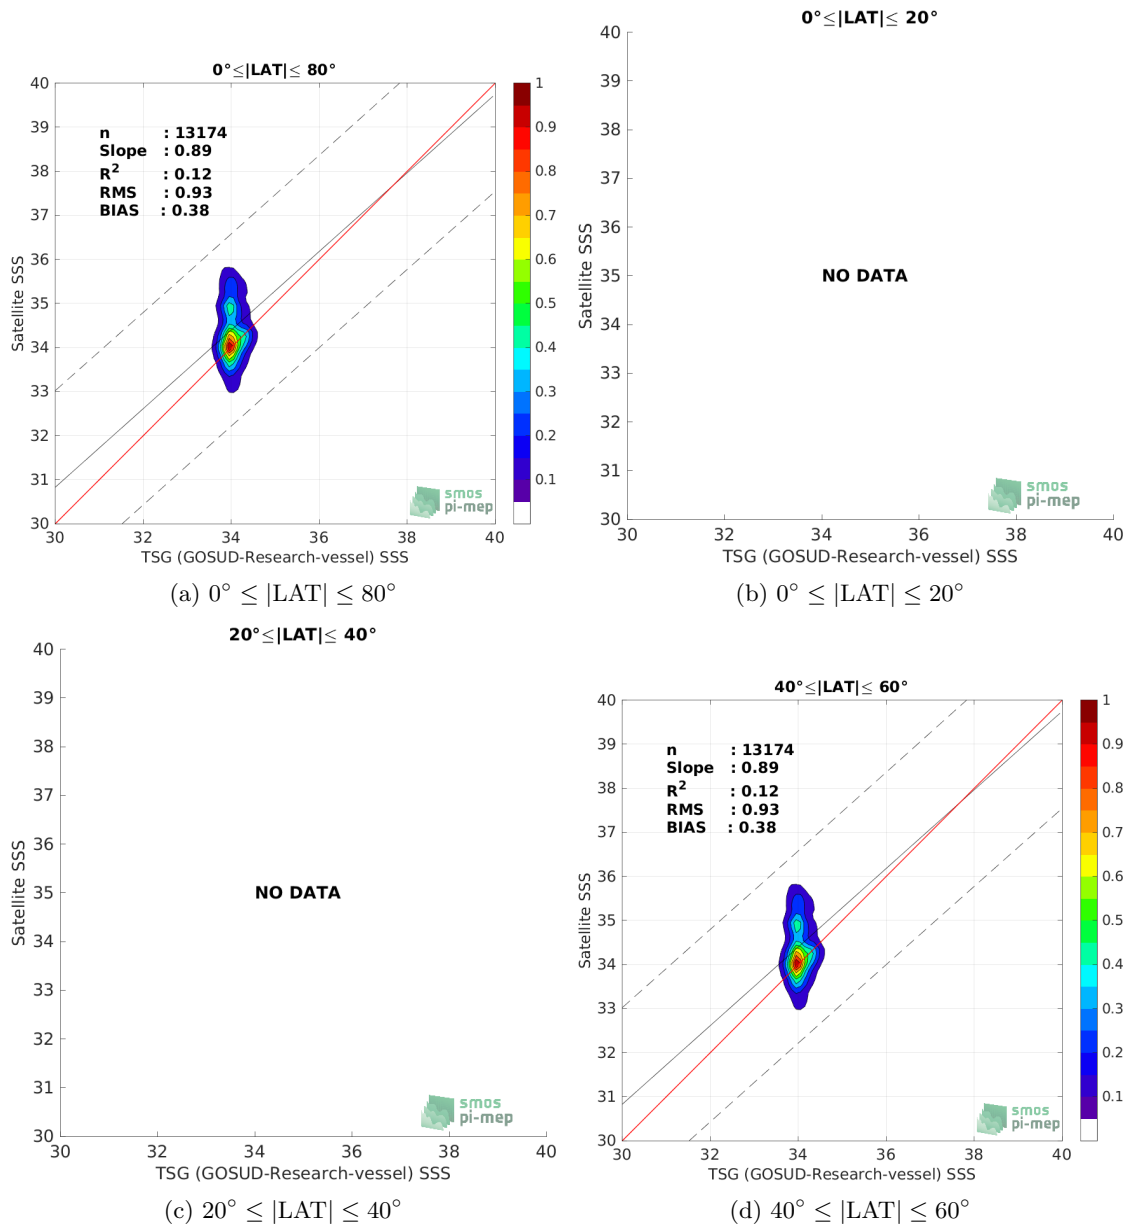 0°≤|LAT|≤ 80°
40
39
38
37
36
35
34
33
32
31
30
Satellite SSS
n : 13174
Slope : 0.89
R² : 0.12
RMS : 0.93
BIAS : 0.38
smos
pi-mep
30 32 34 36 38 40
TSG (GOSUD-Research-vessel) SSS
1
0.9
0.8
0.7
0.6
0.5
0.4
0.3
0.2
0.1
(a) 0° ≤ |LAT| ≤ 80°
0°≤|LAT|≤ 20°
40
39
38
37
36
35
34
33
32
31
30
Satellite SSS
NO DATA
smos
pi-mep
30 32 34 36 38 40
TSG (GOSUD-Research-vessel) SSS
(b) 0° ≤ |LAT| ≤ 20°
20°≤|LAT|≤ 40°
40
39
38
37
36
35
34
33
32
31
30
Satellite SSS
NO DATA
smos
pi-mep
30 32 34 36 38 40
TSG (GOSUD-Research-vessel) SSS
(c) 20° ≤ |LAT| ≤ 40°
40°≤|LAT|≤ 60°
40
39
38
37
36
35
34
33
32
31
30
Satellite SSS
n : 13174
Slope : 0.89
R² : 0.12
RMS : 0.93
BIAS : 0.38
smos
pi-mep
30 32 34 36 38 40
TSG (GOSUD-Research-vessel) SSS
1
0.9
0.8
0.7
0.6
0.5
0.4
0.3
0.2
0.1
(d) 40° ≤ |LAT| ≤ 60°